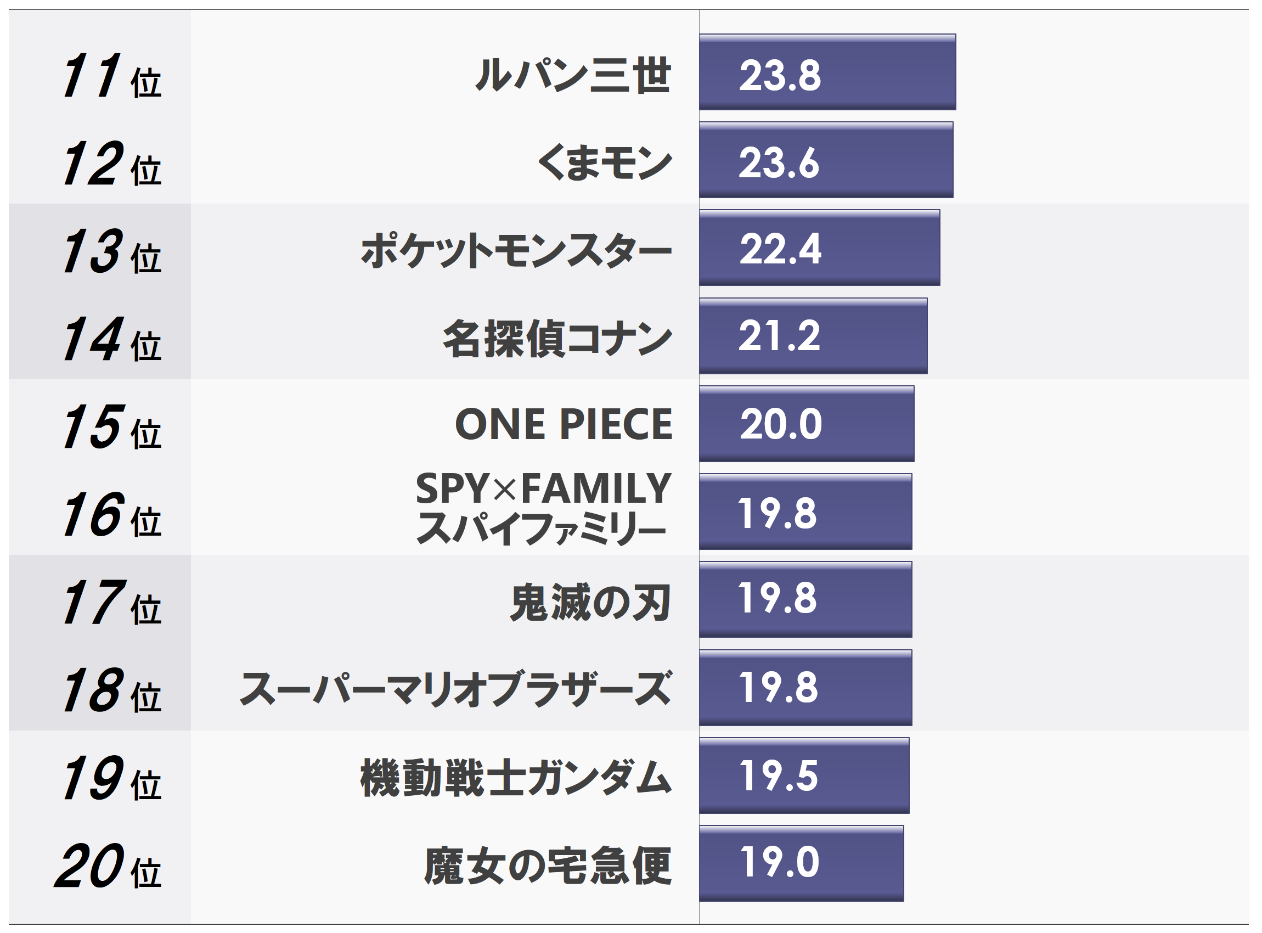 11位 ルパン三世 23.8
12位 くまモン 23.6
13位 ポケットモンスター 22.4
14位 名探偵コナン 21.2
15位 ONE PIECE 20.0
16位 SPY×FAMILY
スパイファミリー 19.8
17位 鬼滅の刃 19.8
18位 スーパーマリオブラザーズ 19.8
19位 機動戦士ガンダム 19.5
20位 魔女の宅急便 19.0